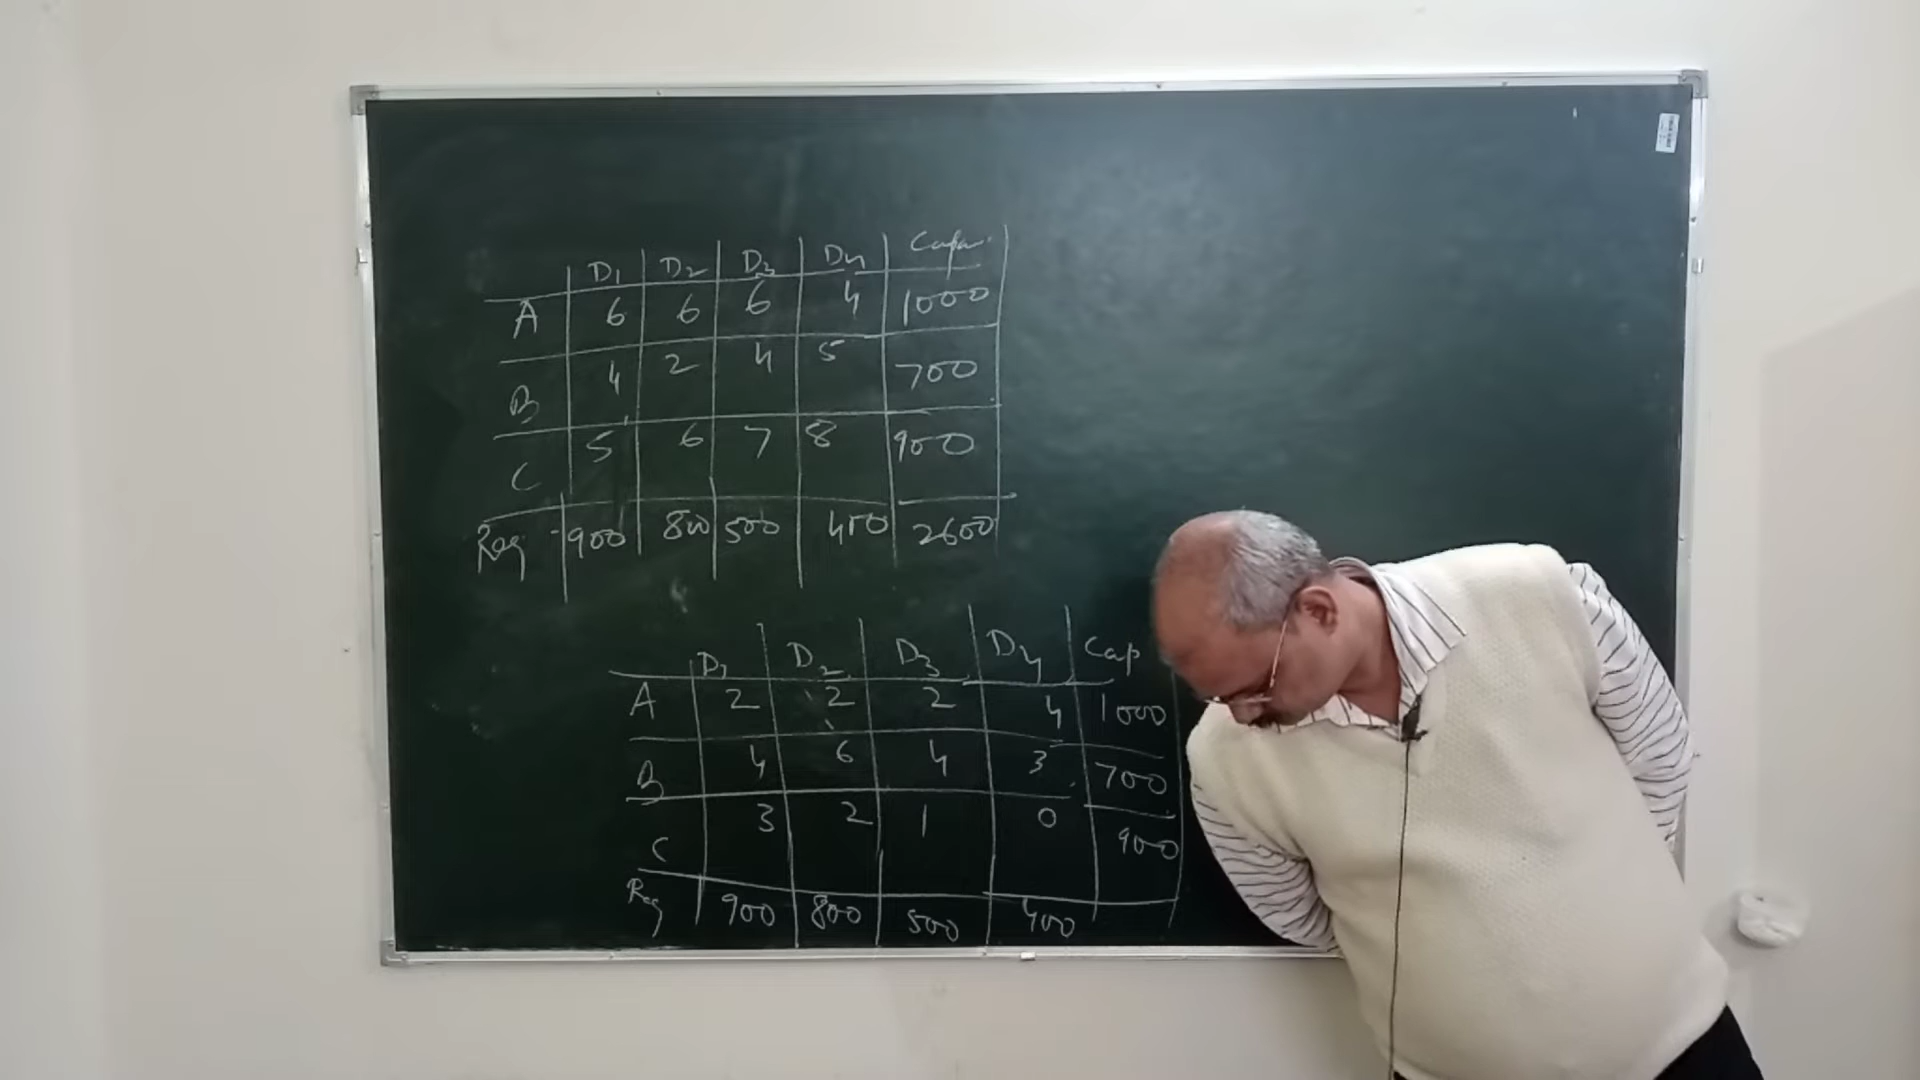 D1 D2 D3 D4 Capa.
A 6 6 6 4 1000
B 4 2 4 5 700
C 5 6 7 8 900
Req 900 800 500 400 2600
D1 D2 D3 D4 Cap
A 2 2 2 4 1000
B 4 6 4 3 700
C 3 2 1 0 900
Req 900 800 500 400